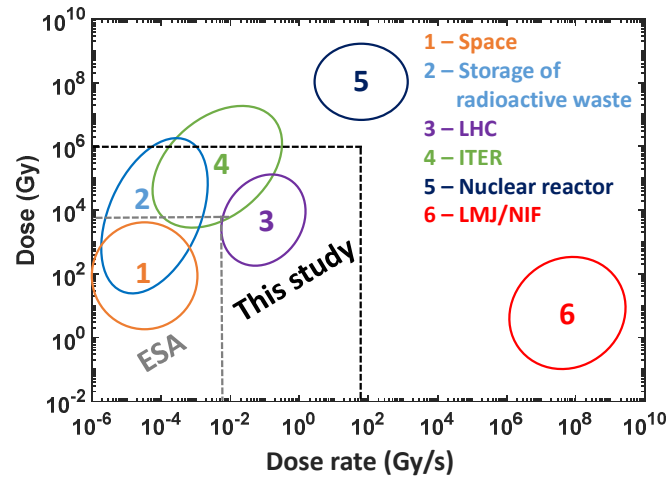 10^10
10^8
10^6
10^4
10^2
10^0
10^-2
Dose (Gy)
10^-6
10^-4
10^-2
10^0
10^2
10^4
10^6
10^8
10^10
Dose rate (Gy/s)
1 – Space
2 – Storage of
radioactive waste
3 – LHC
4 – ITER
5 – Nuclear reactor
6 – LMJ/NIF
5
4
2
3
1
6
This study
ESA